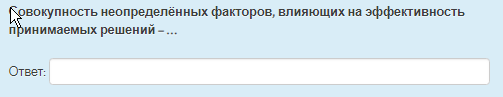 Совокупность неопределённых факторов, влияющих на эффективность
принимаемых решений – ...
Ответ: